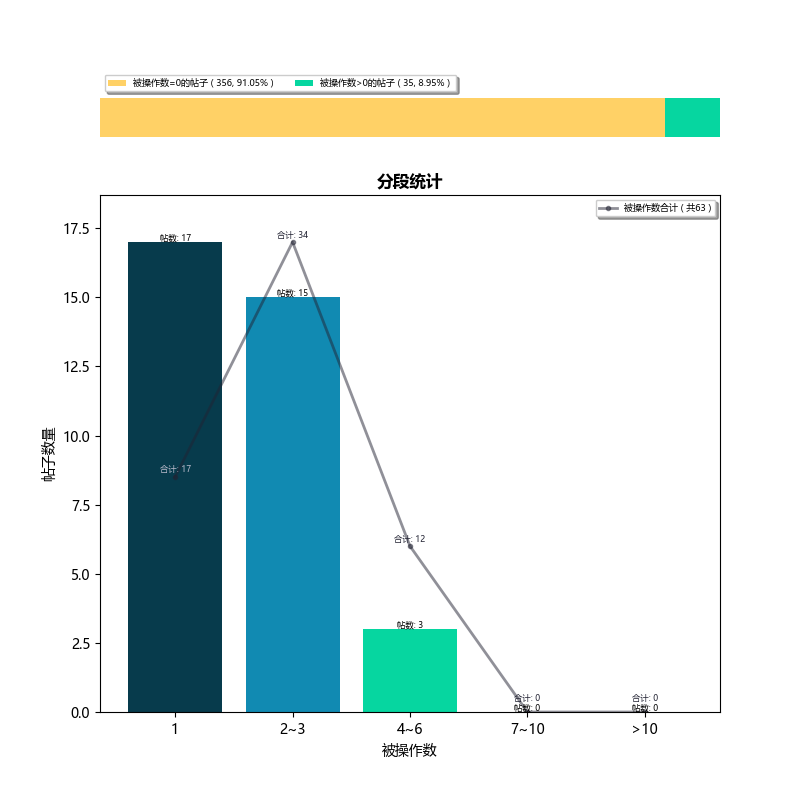 被操作数=0的帖子 ( 356, 91.05% ) 被操作数>0的帖子 ( 35, 8.95% )
分段统计
被操作数合计 ( 共63 )
17.5
15.0
12.5
10.0
7.5
5.0
2.5
0.0
帖子数量
帖数: 17
合计: 34
帖数: 15
合计: 17
合计: 12
帖数: 3
合计: 0 合计: 0
帖数: 0 帖数: 0
1 2~3 4~6 7~10 >10
被操作数